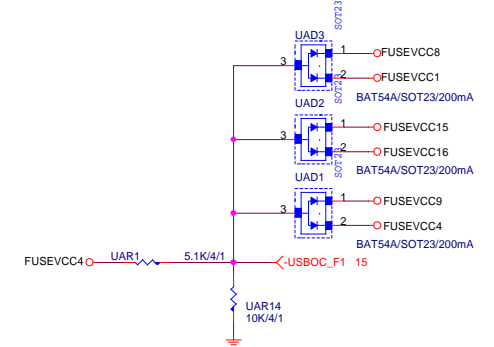 SOT23
UAD3
3
1
FUSEVCC8
2
FUSEVCC1
SOT23
BAT54A/SOT23/200mA
UAD2
3
1
FUSEVCC15
2
FUSEVCC16
SOT23
BAT54A/SOT23/200mA
UAD1
3
1
FUSEVCC9
2
FUSEVCC4
BAT54A/SOT23/200mA
FUSEVCC4
UAR1
5.1K/4/1
-USBOC_F1 15
UAR14
10K/4/1